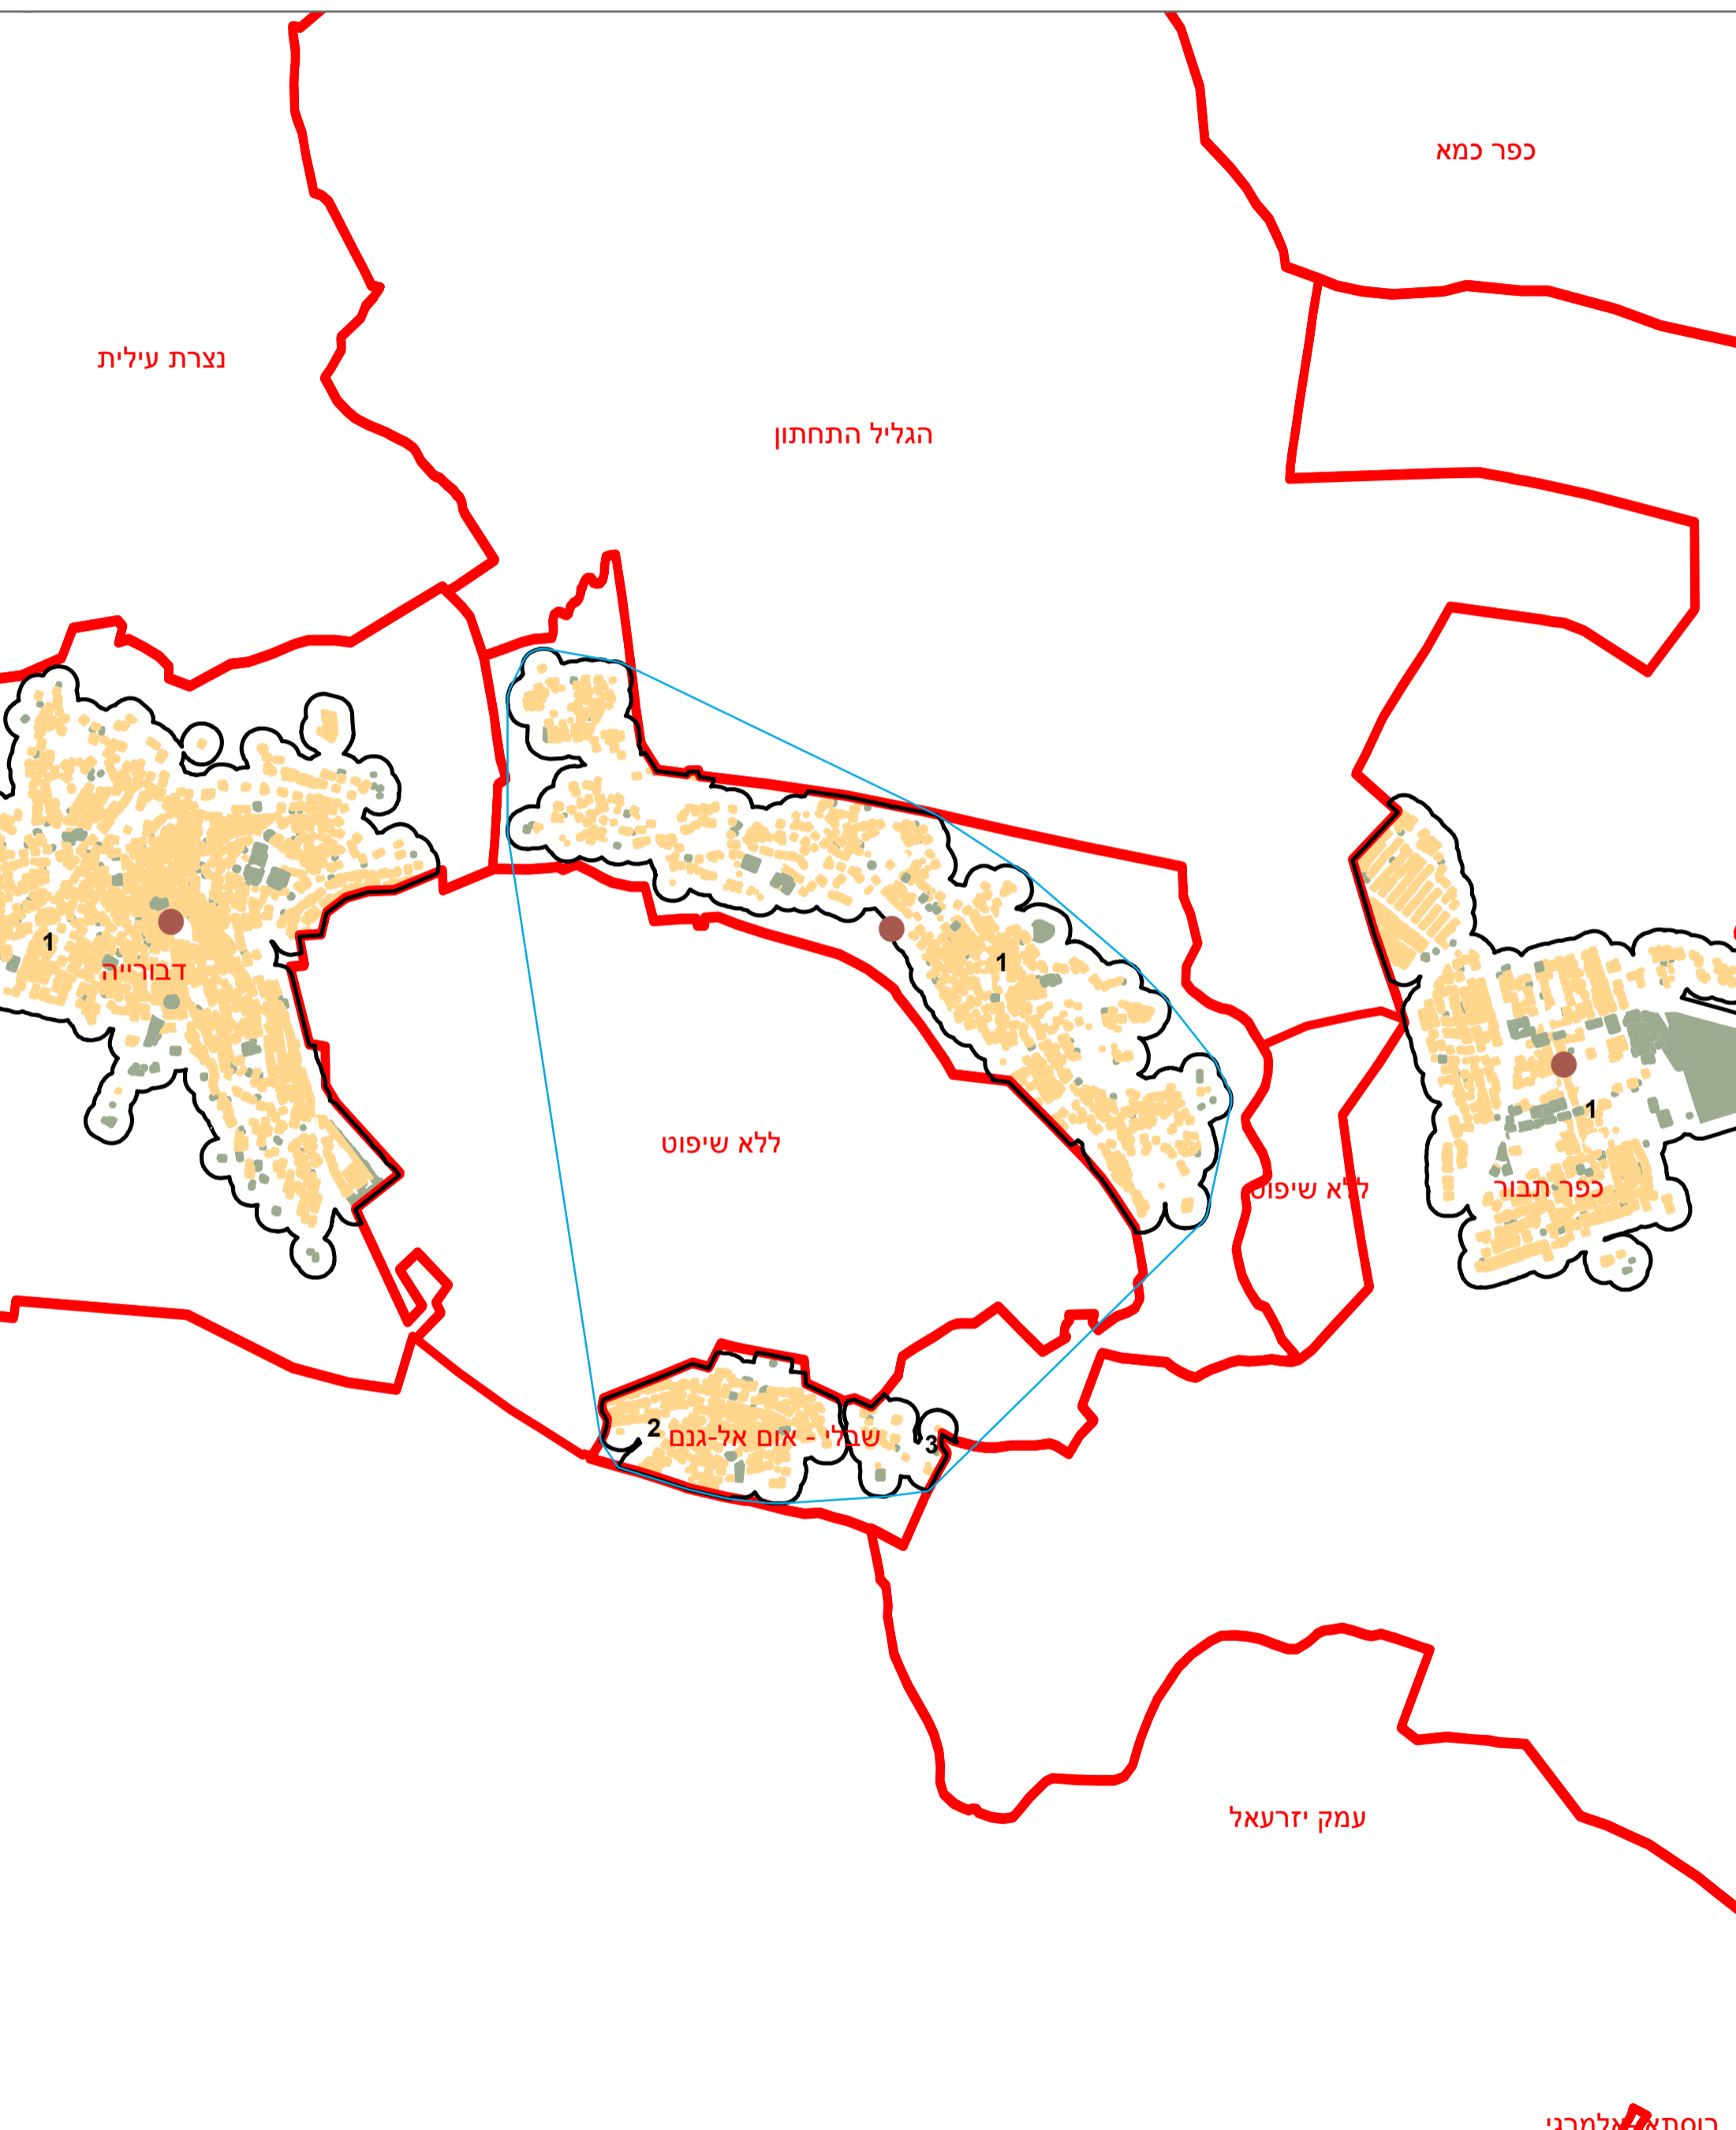 כפר כמא
נצרת עילית
הגליל התחתון
1
דבורייה
1
ללא שיפוט
1
ללא שיפוט
כפר תבור
2
שבלי - אום אל-גנם
3
עמק יזרעאל